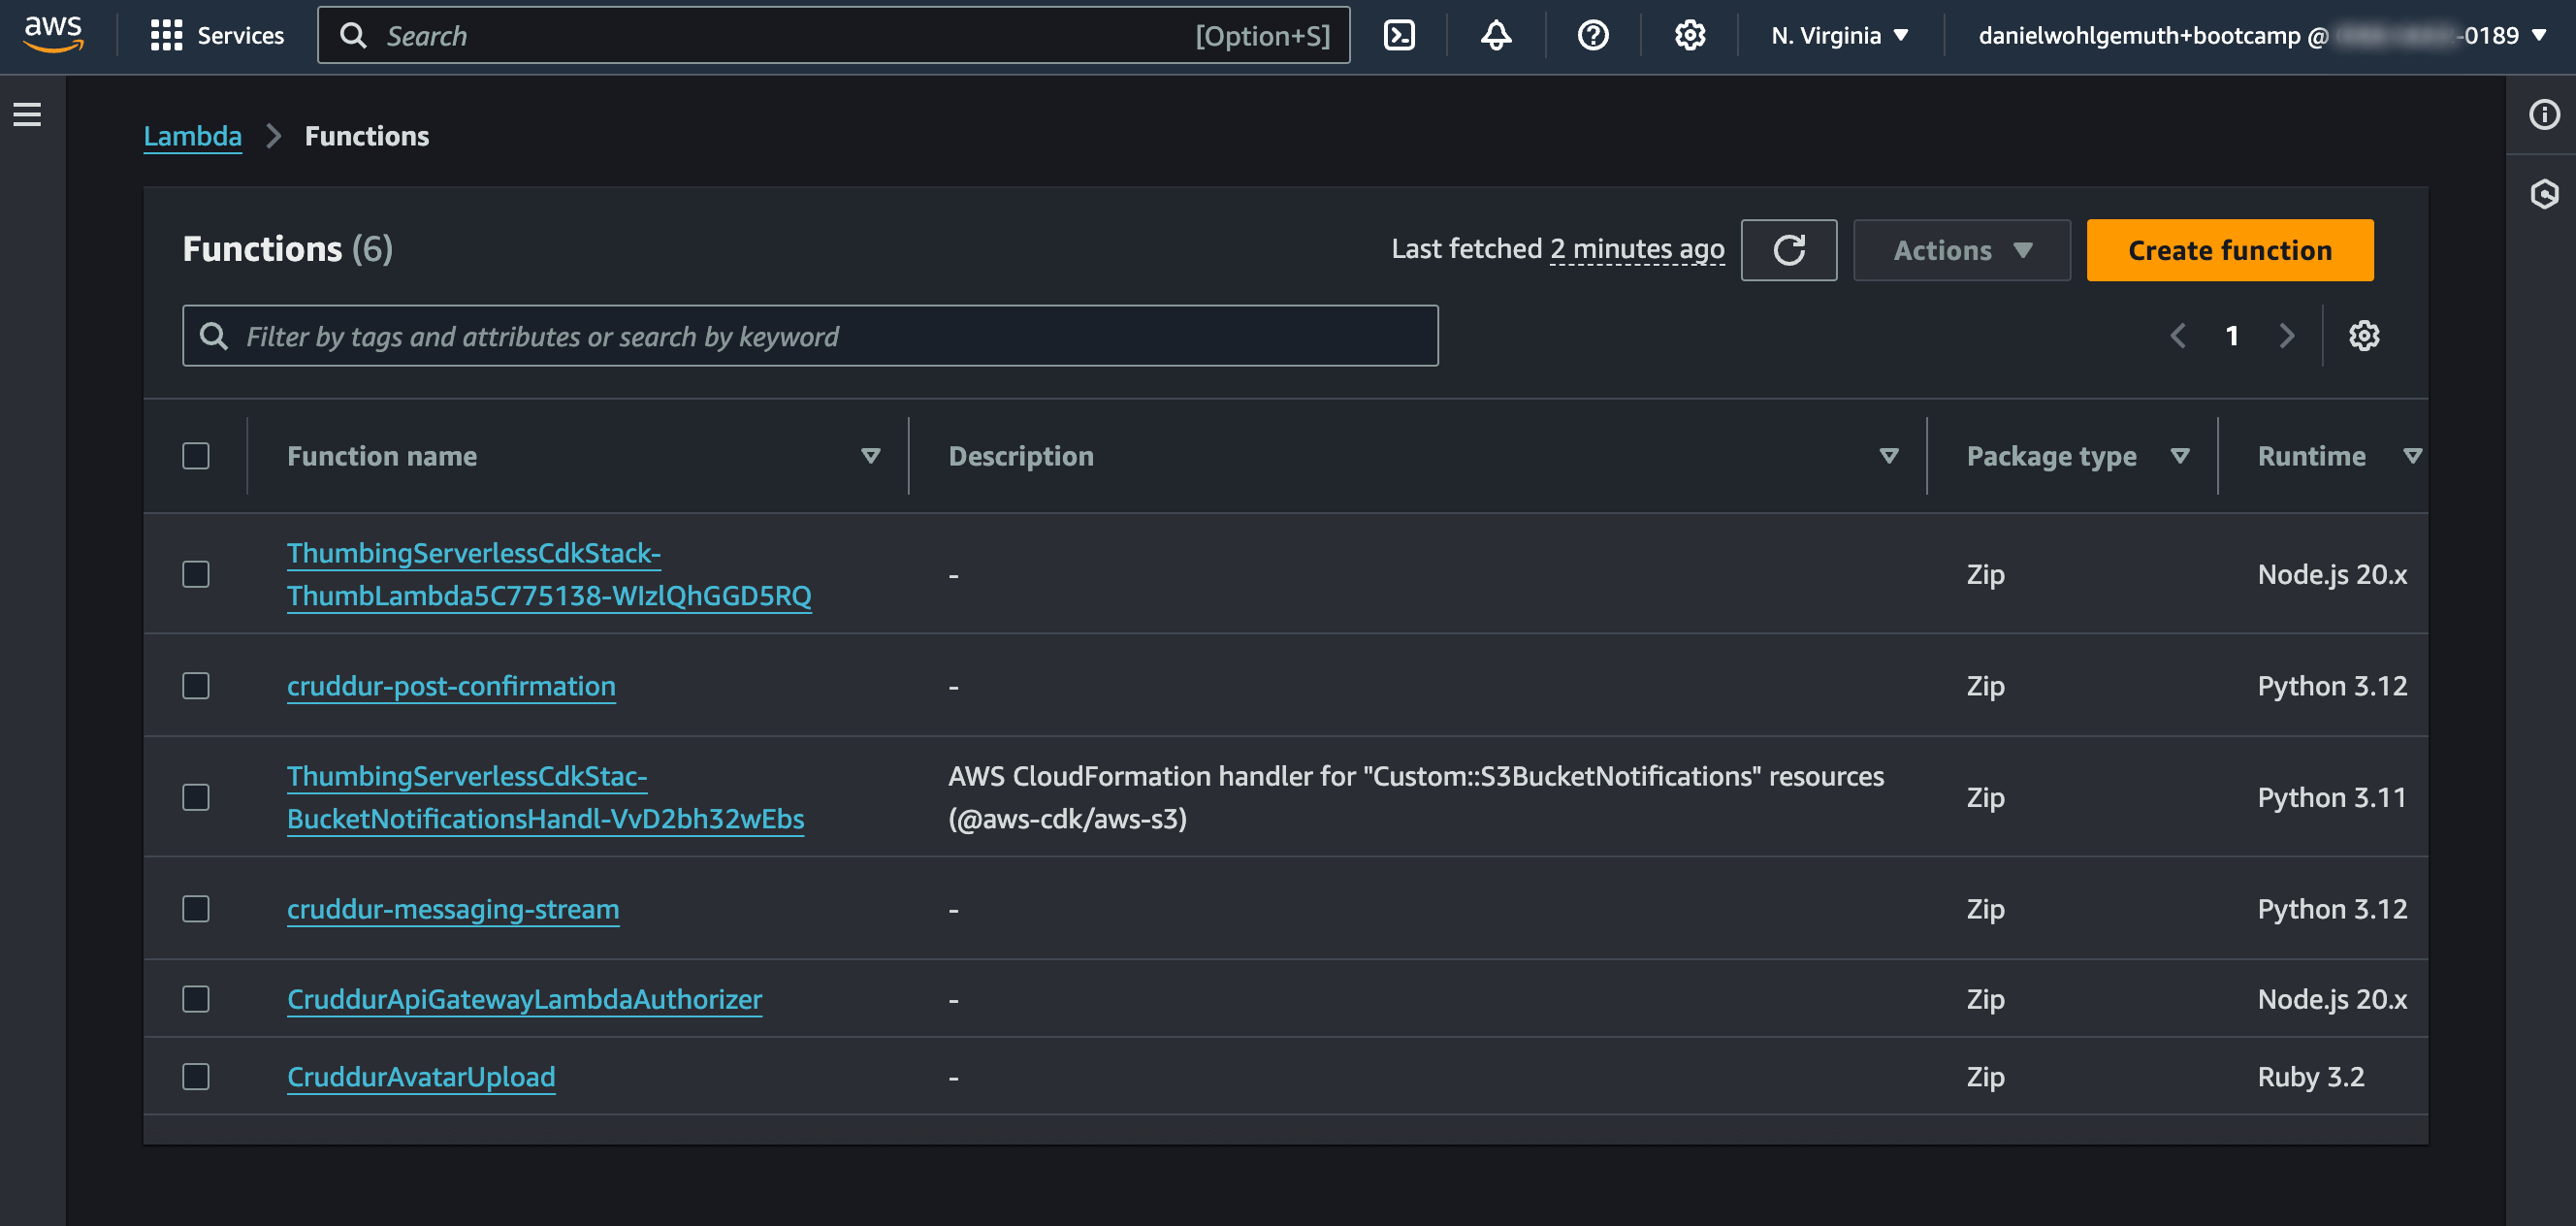 aws
Services
Search
[Option+S]
N. Virginia
danielwohlgemuth+bootcamp @ -0189
Lambda
Functions
Functions (6)
Last fetched 2 minutes ago
Actions
Create function
Filter by tags and attributes or search by keyword
1
Function name
Description
Package type
Runtime
ThumbingServerlessCdkStack-
ThumbLambda5C775138-WIzlQhGGD5RQ
-
Zip
Node.js 20.x
cruddur-post-confirmation
-
Zip
Python 3.12
ThumbingServerlessCdkStac-
BucketNotificationsHandl-VvD2bh32wEbs
AWS CloudFormation handler for "Custom::S3BucketNotifications" resources
(@aws-cdk/aws-s3)
Zip
Python 3.11
cruddur-messaging-stream
-
Zip
Python 3.12
CruddurApiGatewayLambdaAuthorizer
-
Zip
Node.js 20.x
CruddurAvatarUpload
-
Zip
Ruby 3.2